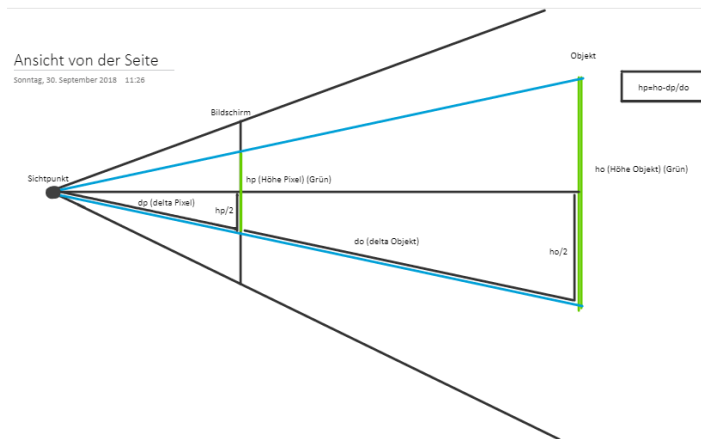 Ansicht von der Seite
Sonntag, 30. September 2018 11:26
Objekt
hp=ho-dp/do
Bildschirm
Sichtpunkt
hp (Höhe Pixel) (Grün)
ho (Höhe Objekt) (Grün)
dp (delta Pixel)
hp/2
do (delta Objekt)
ho/2